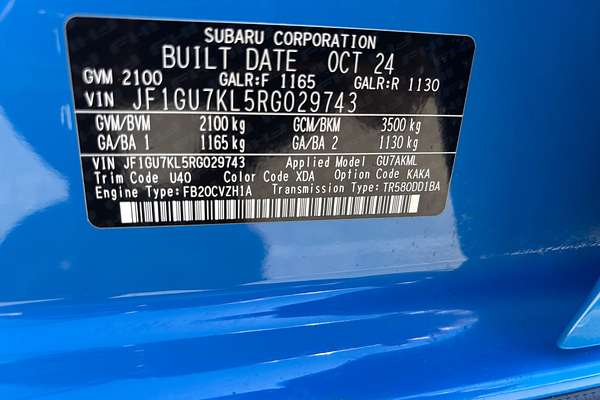 SUBARU CORPORATION
BUILT DATE OCT 24
GVM 2100 GALR:F 1165 GALR:R 1130
VIN JF1GU7KL5RG029743
GVM/BVM 2100 kg GCM/BKM 3500 kg
GA/BA 1 1165 kg GA/BA 2 1130 kg
VIN JF1GU7KL5RG029743 Applied Model GU7AKML
Trim Code U40 Color Code XDA Option Code KAKA
Engine Type:FB20CVZH1A Transmission Type:TR580DD1BA